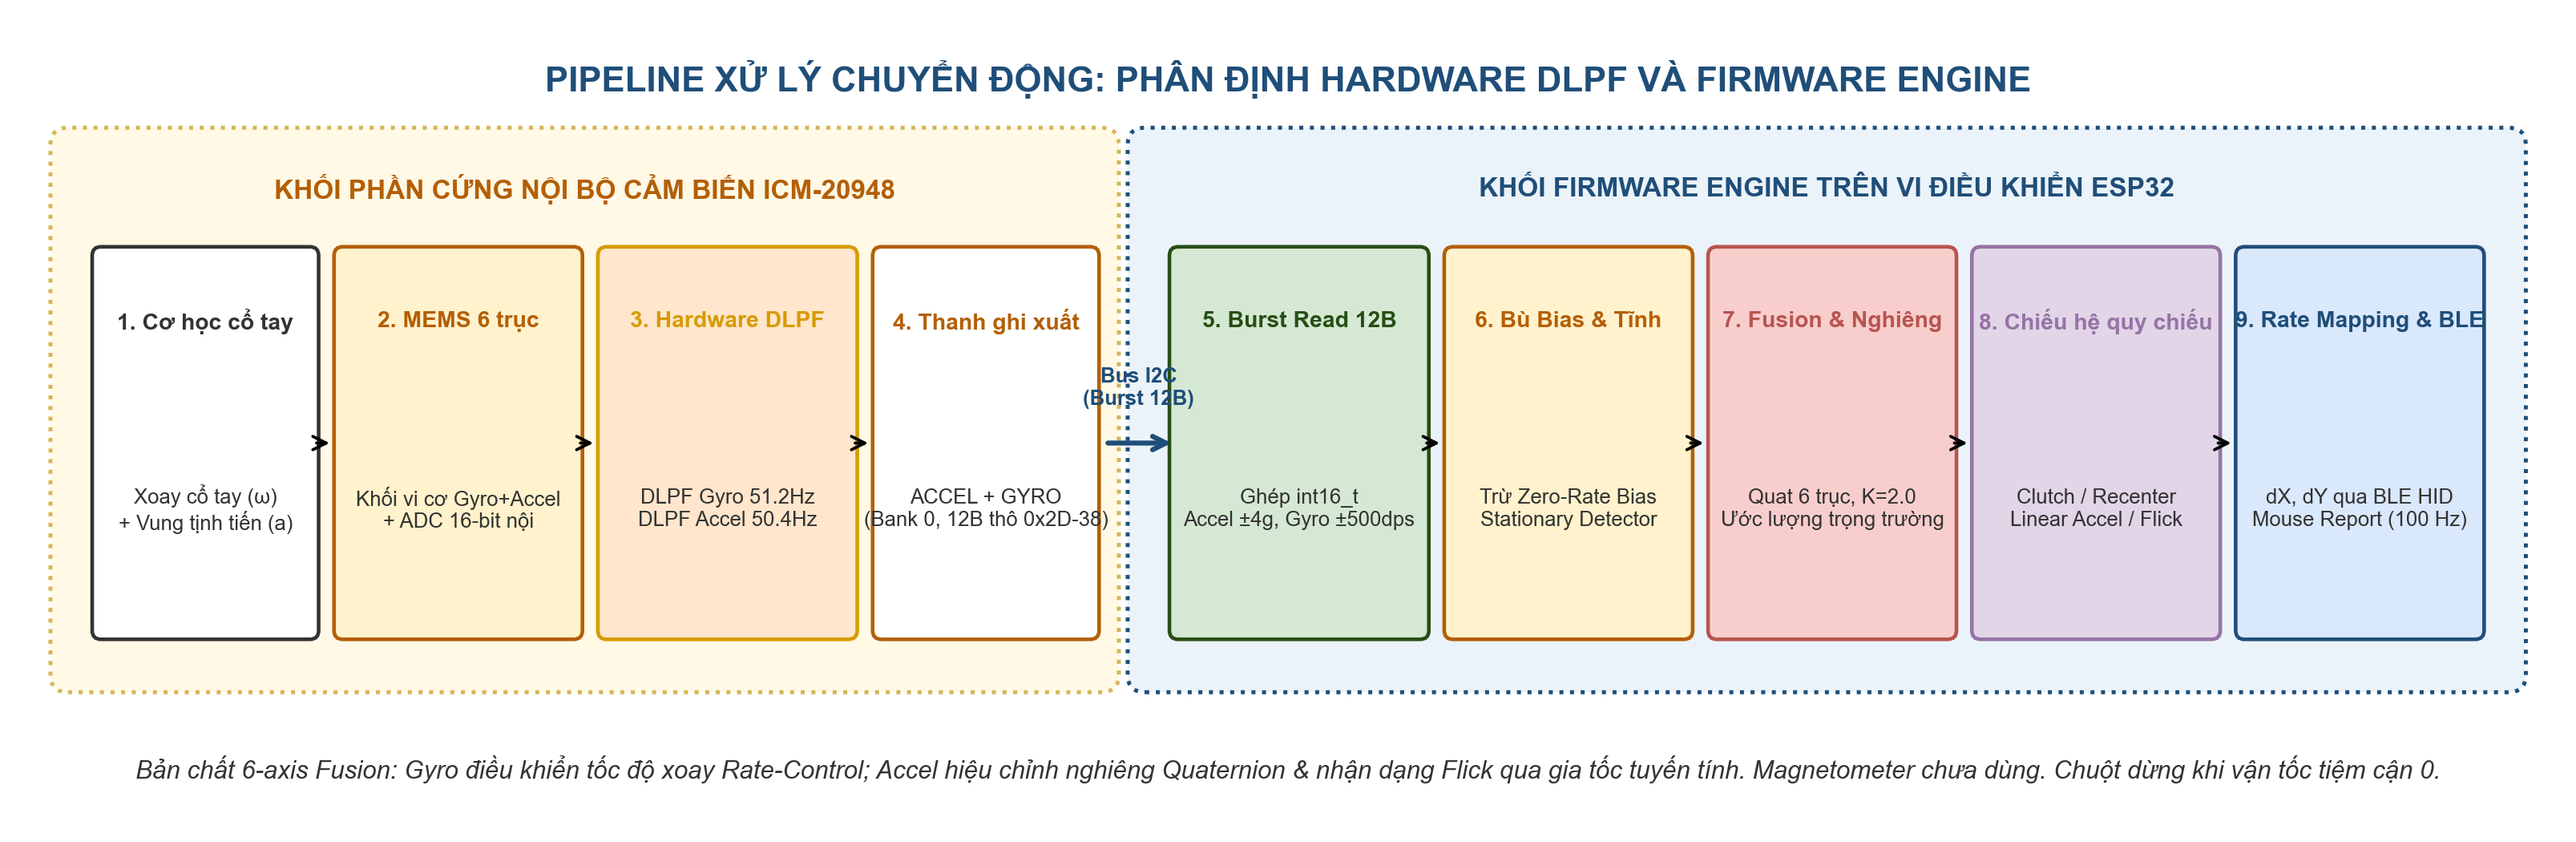 PIPELINE XỬ LÝ CHUYỂN ĐỘNG: PHÂN ĐỊNH HARDWARE DLPF VÀ FIRMWARE ENGINE
KHỐI PHẦN CỨNG NỘI BỘ CẢM BIẾN ICM-20948
1. Cơ học cổ tay
Xoay cổ tay (ω)
+ Vung tịnh tiến (a)
2. MEMS 6 trục
Khối vi cơ Gyro+Accel
+ ADC 16-bit nội
3. Hardware DLPF
DLPF Gyro 51.2Hz
DLPF Accel 50.4Hz
4. Thanh ghi xuất
ACCEL + GYRO
(Bank 0, 12B thô 0x2D-38)
Bus I2C
(Burst 12B)
KHỐI FIRMWARE ENGINE TRÊN VI ĐIỀU KHIỂN ESP32
5. Burst Read 12B
Ghép int16_t
Accel ±4g, Gyro ±500dps
6. Bù Bias & Tĩnh
Trừ Zero-Rate Bias
Stationary Detector
7. Fusion & Nghiêng
Quat 6 trục, K=2.0
Ước lượng trọng trường
8. Chiếu hệ quy chiếu
Clutch / Recenter
Linear Accel / Flick
9. Rate Mapping & BLE
dX, dY qua BLE HID
Mouse Report (100 Hz)
Bản chất 6-axis Fusion: Gyro điều khiển tốc độ xoay Rate-Control; Accel hiệu chỉnh nghiêng Quaternion & nhận dạng Flick qua gia tốc tuyến tính. Magnetometer chưa dùng. Chuột dừng khi vận tốc tiệm cận 0.